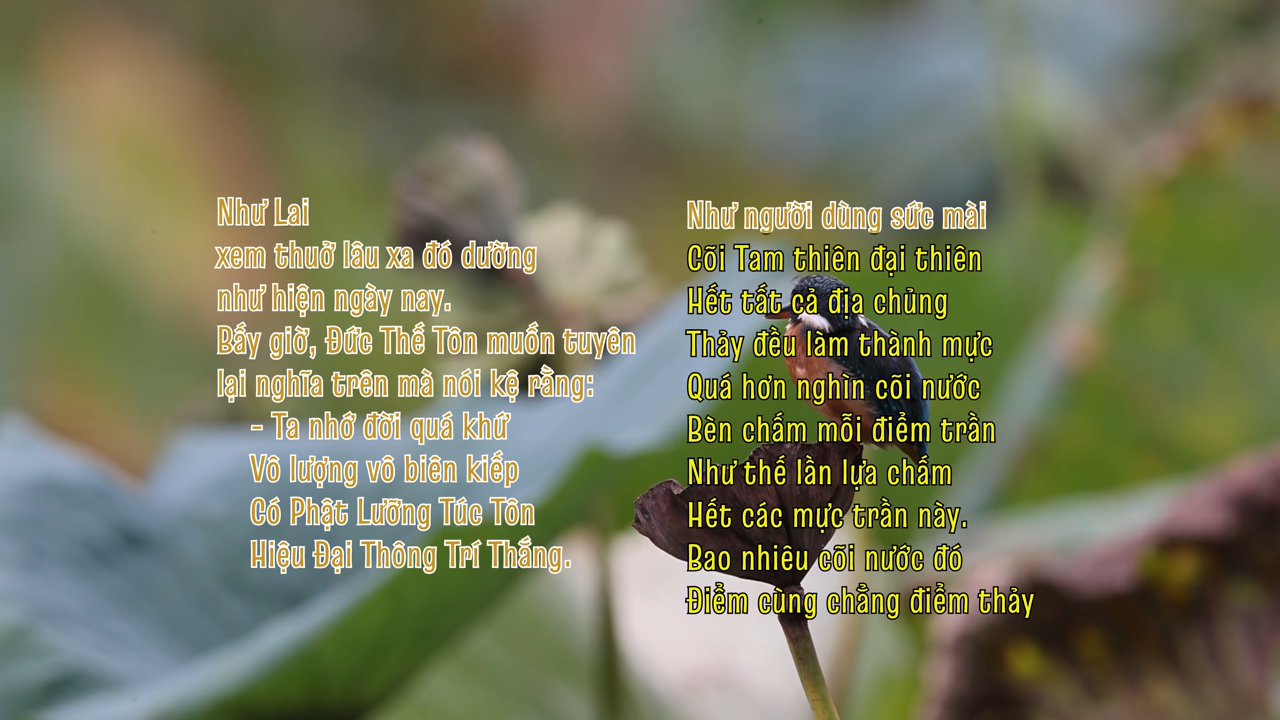 Như Lai
xem thuở lâu xa đó dường
như hiện ngày nay.
Bấy giờ, Đức Thế Tôn muốn tuyên
lại nghĩa trên mà nói kệ rằng:
- Ta nhớ đời quá khứ
Vô lượng vô biên kiếp
Có Phật Lưỡng Túc Tôn
Hiệu Đại Thông Trí Thắng.
Như người dùng sức mài
Cõi Tam thiên đại thiên
Hết tất cả địa chủng
Thảy đều làm thành mực
Quá hơn nghìn cõi nước
Bèn chấm mỗi điểm trần
Như thế lần lựa chấm
Hết các mực trần này.
Bao nhiêu cõi nước đó
Điểm cùng chẳng điểm thảy